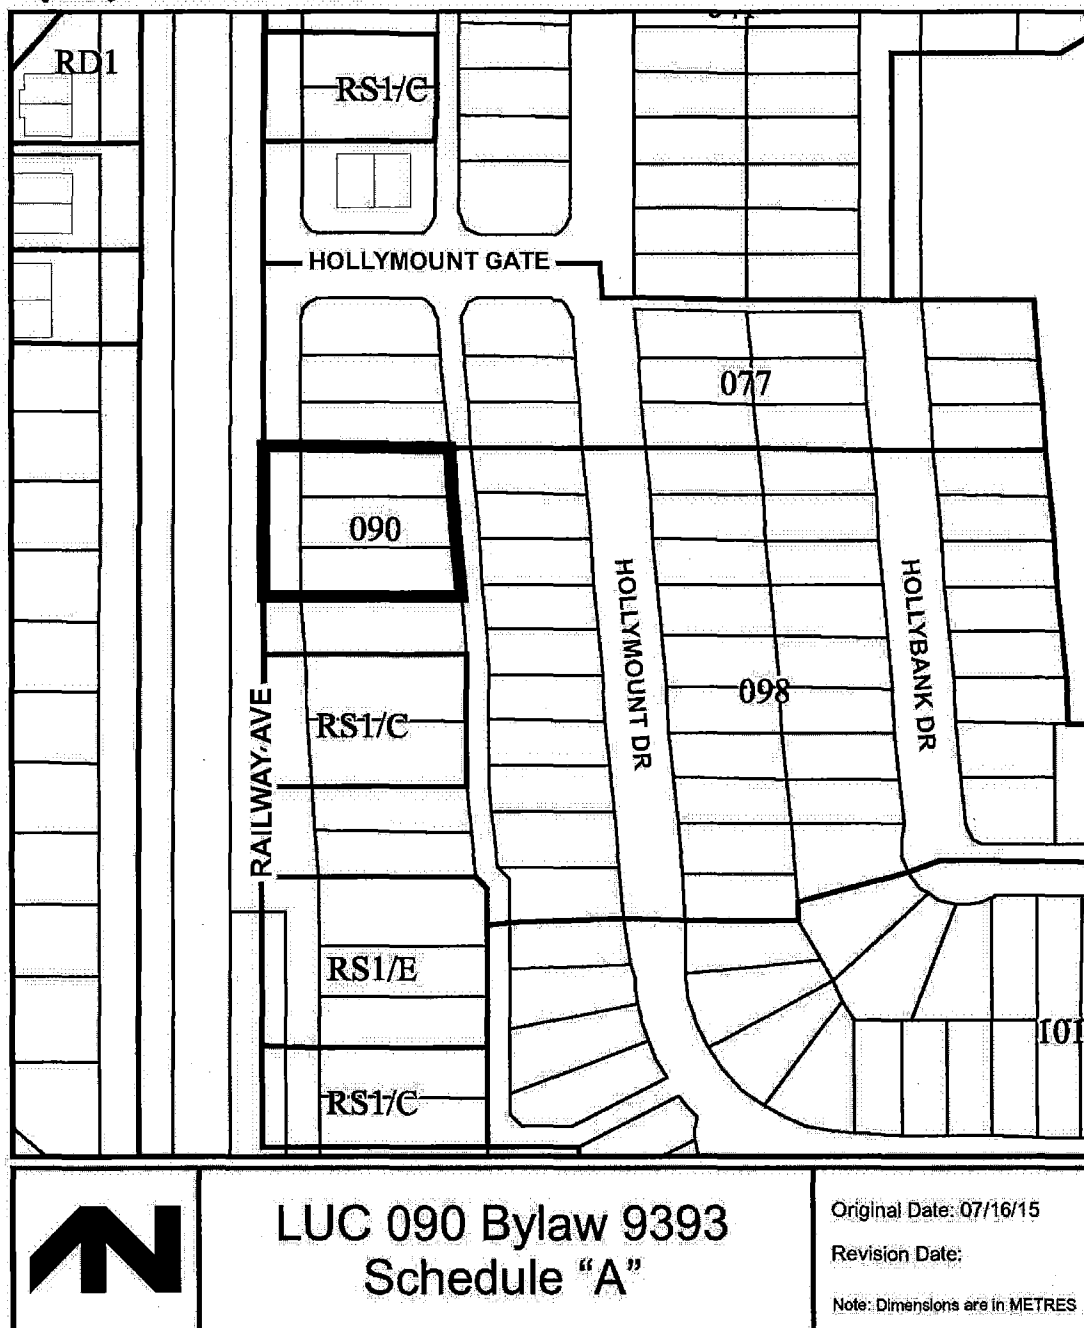 RD1
RS1/C
HOLLYMOUNT GATE
077
090
HOLLYMOUNT DR
HOLLYBANK DR
098
RAILWAY AVE
RS1/C
RS1/E
101
RS1/C
LUC 090 Bylaw 9393
Schedule “A”
Original Date: 07/16/15
Revision Date:
Note: Dimensions are in METRES